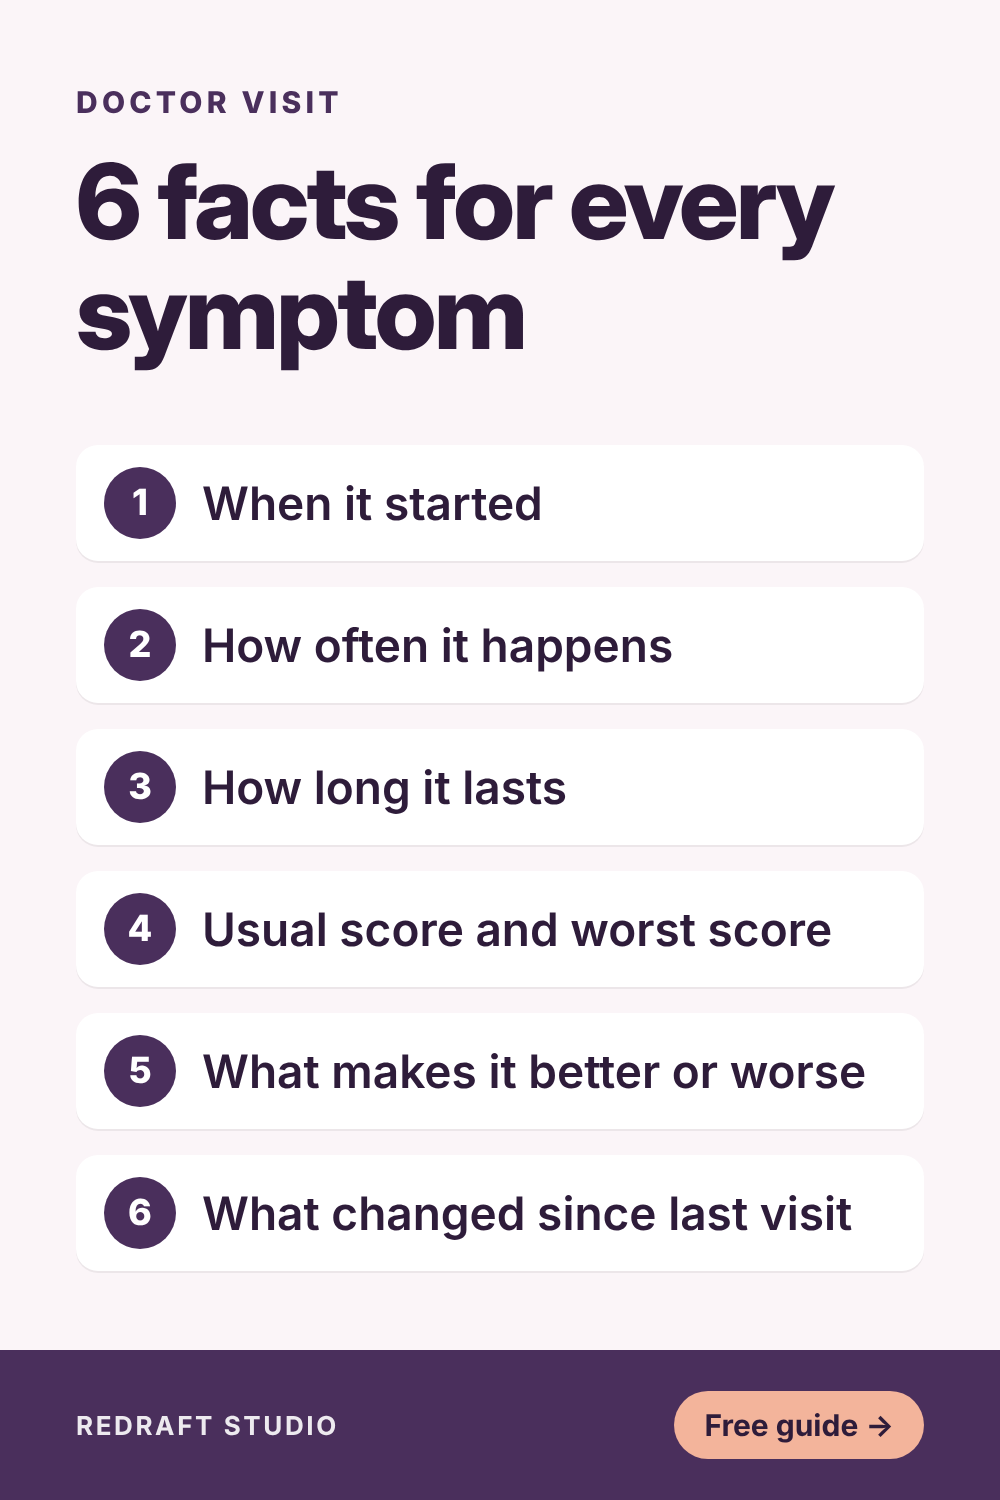 DOCTOR VISIT
6 facts for every
symptom
1 When it started
2 How often it happens
3 How long it lasts
4 Usual score and worst score
5 What makes it better or worse
6 What changed since last visit
REDRAFT STUDIO
Free guide →